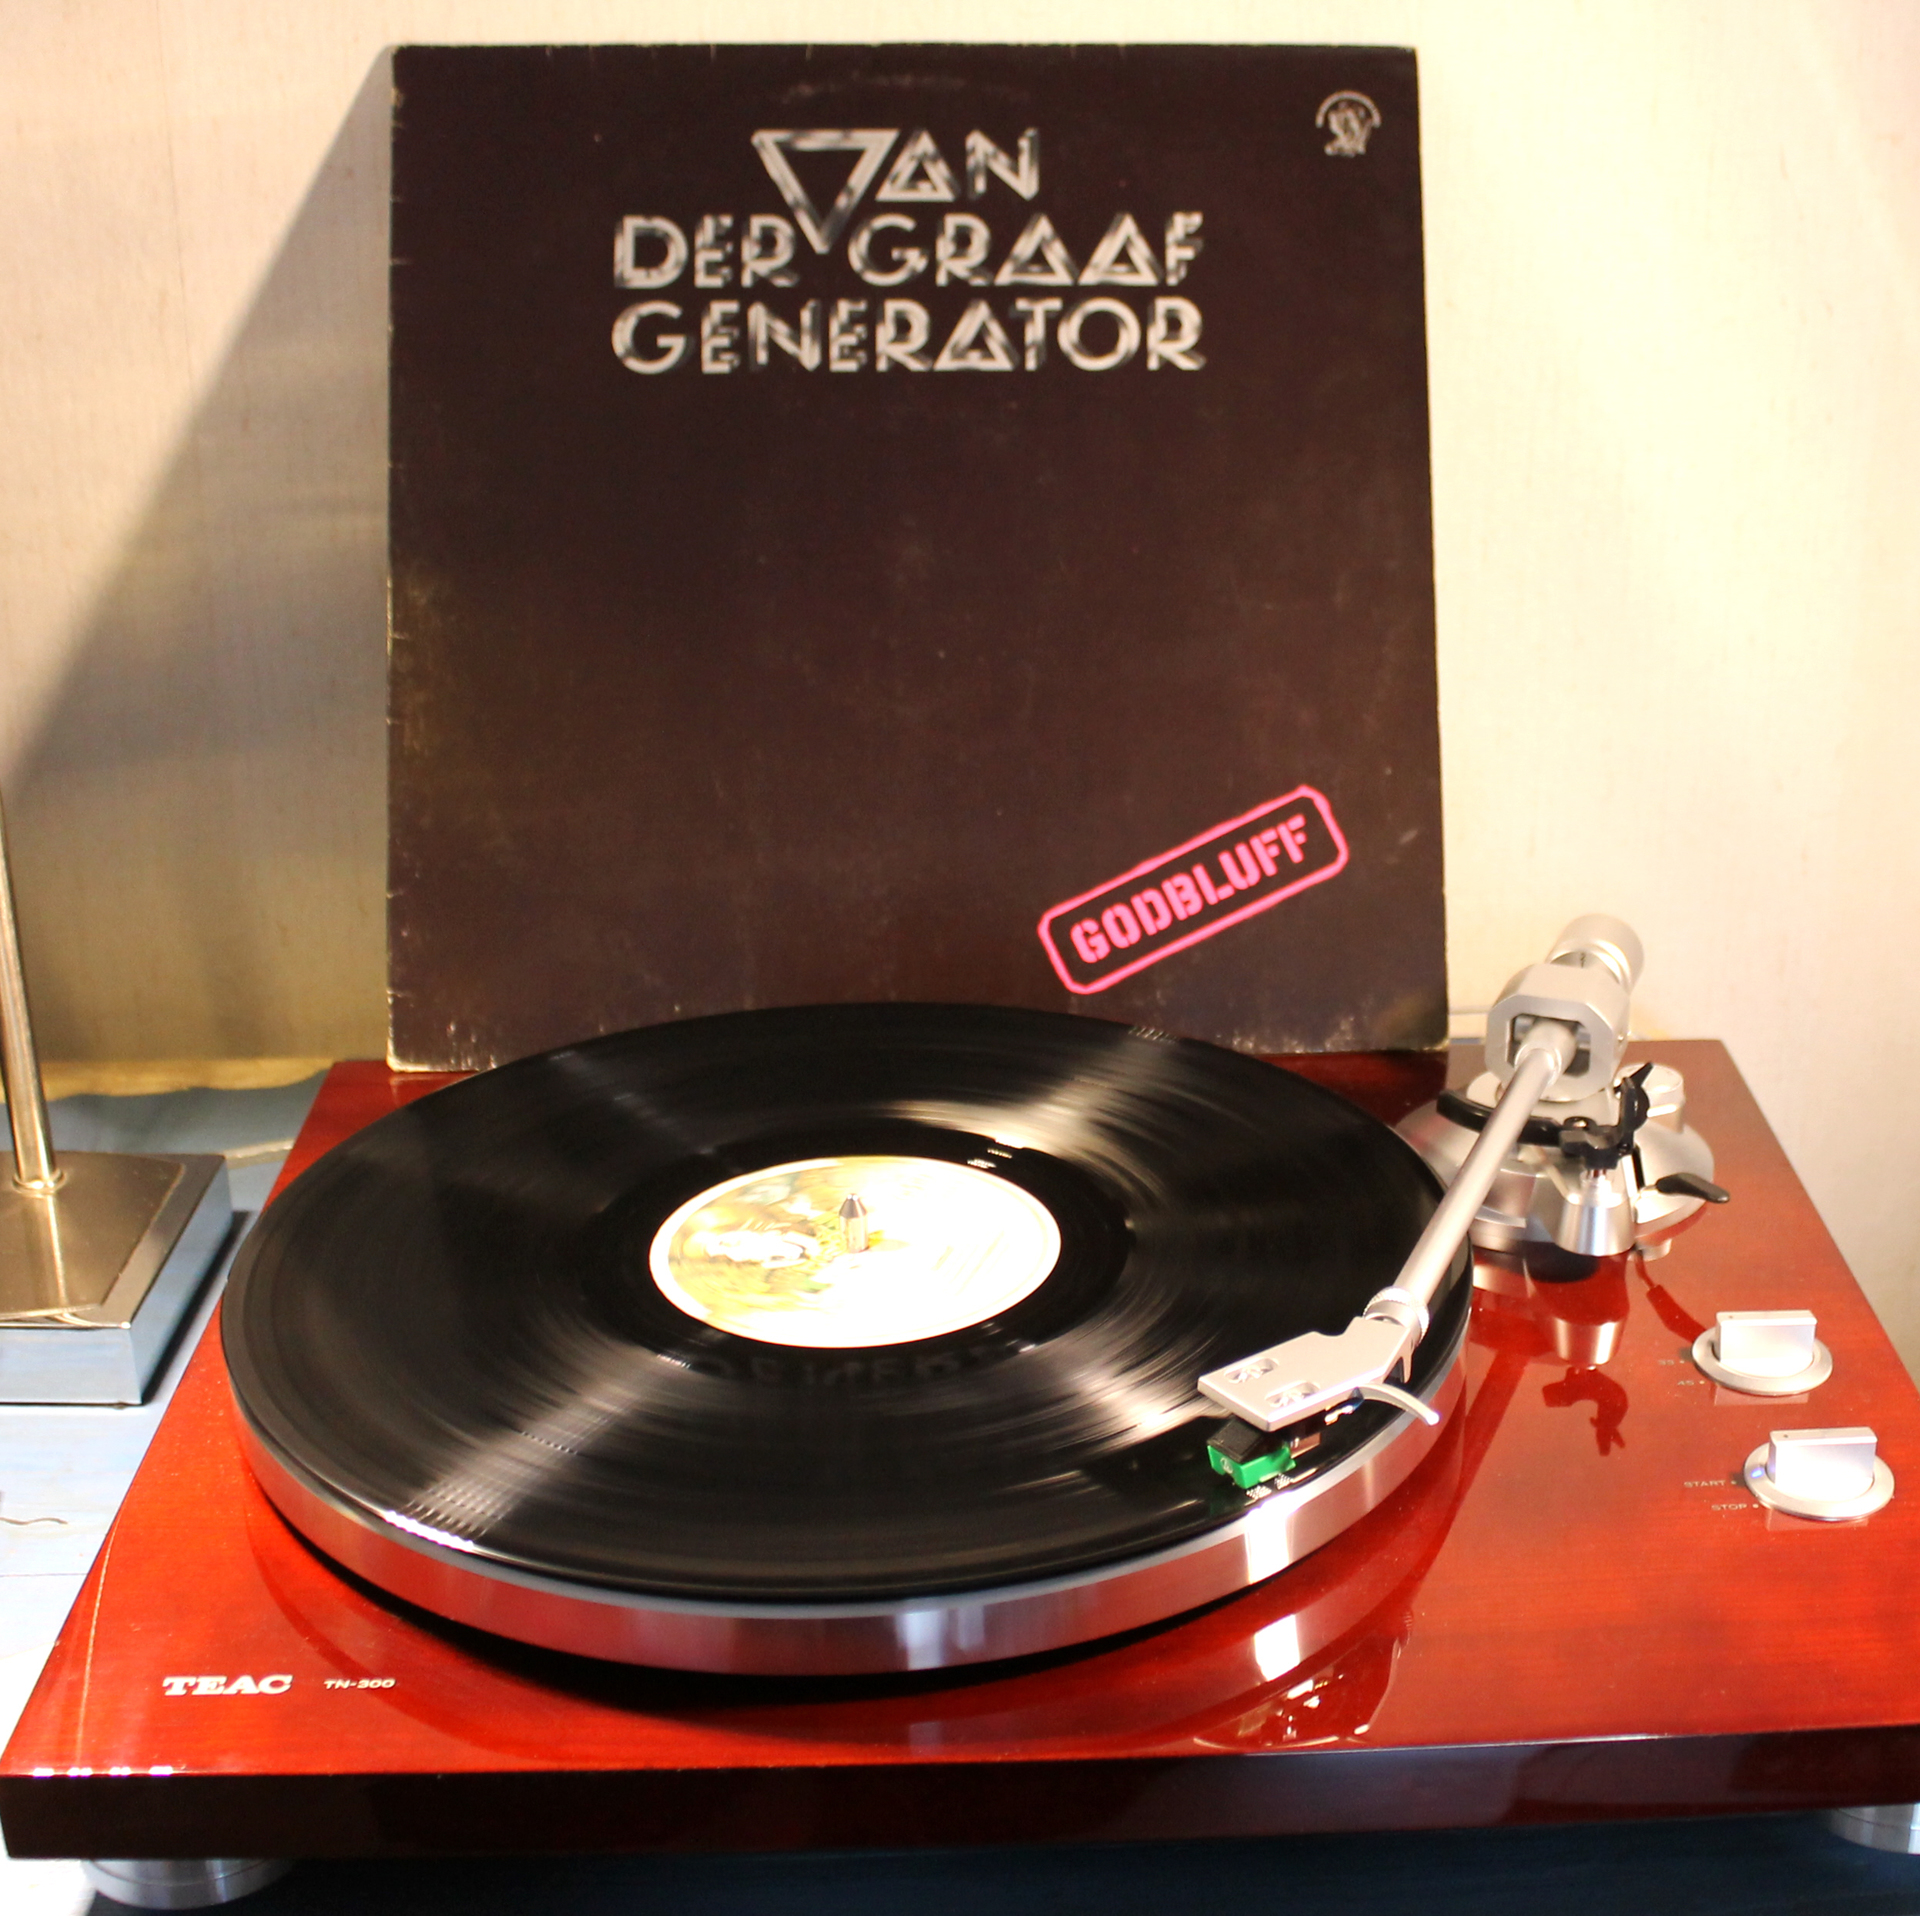 VAN
DER GRAAF
GENERATOR
GODBLUFF
33
45
START
STOP
TEAC TN-300